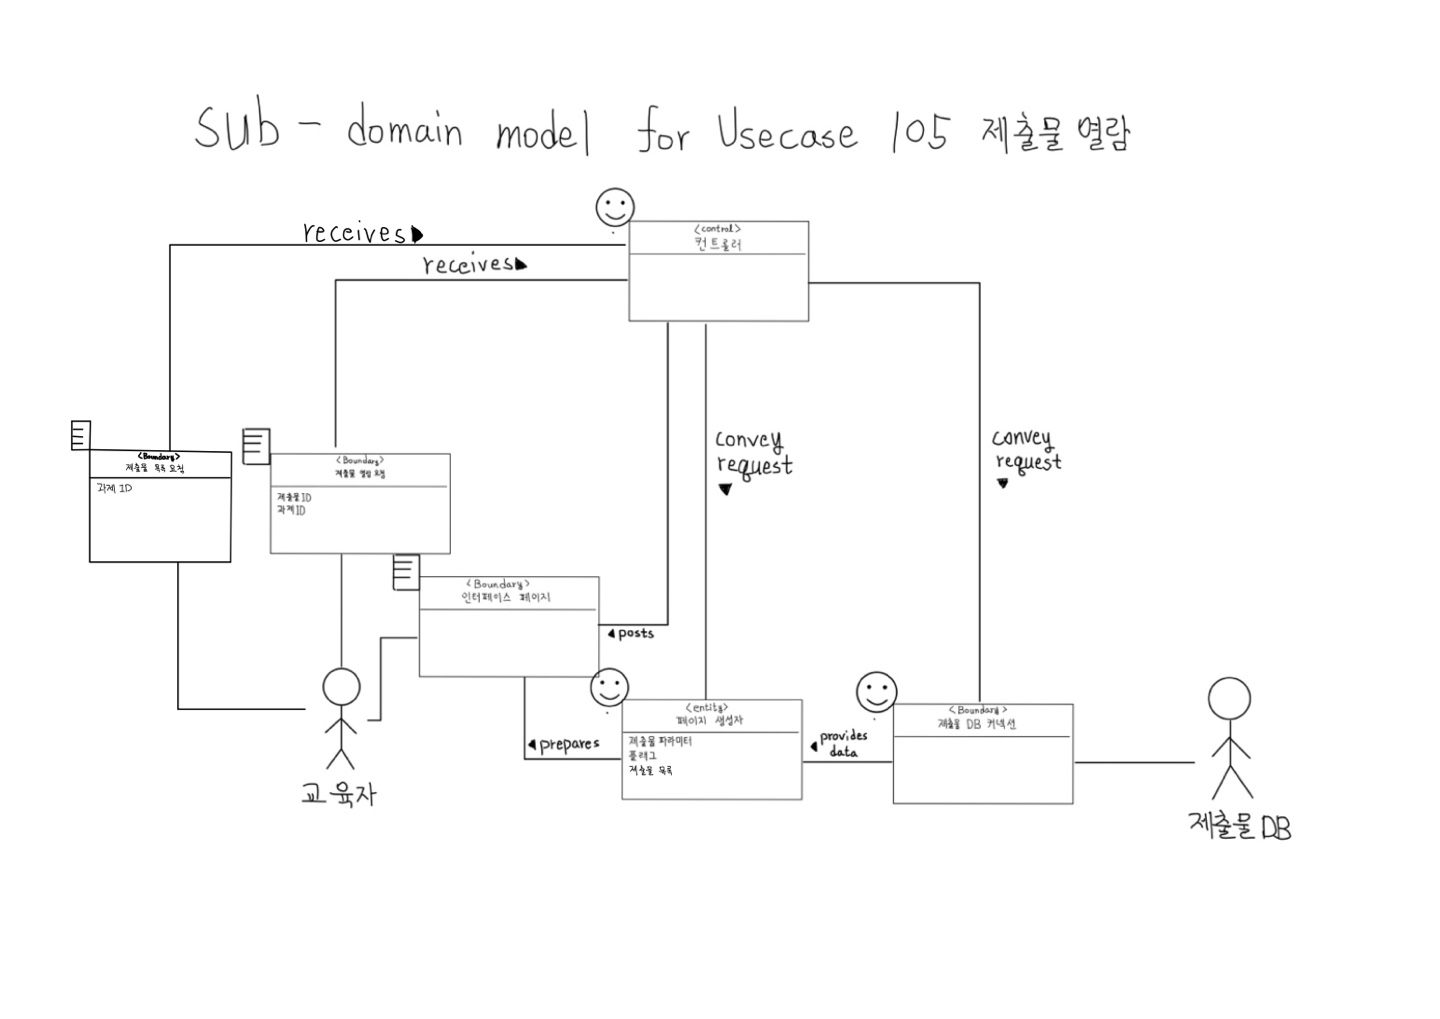 sub - domain model for Usecase 105 제출물 열람
receives▶
receives▶
<control>
컨트롤러
convey
request
▼
convey
request
▼
<Boundary>
제출물 목록 요청
과제 ID
<Boundary>
제출물 열람 요청
제출물 ID
과제 ID
<Boundary>
인터페이스 페이지
◀ posts
<entity>
페이지 생성자
제출물 파라미터
플래그
제출물 목록
◀ prepares
<Boundary>
제출물 DB 커넥션
◀ provides
data
교육자
제출물 DB